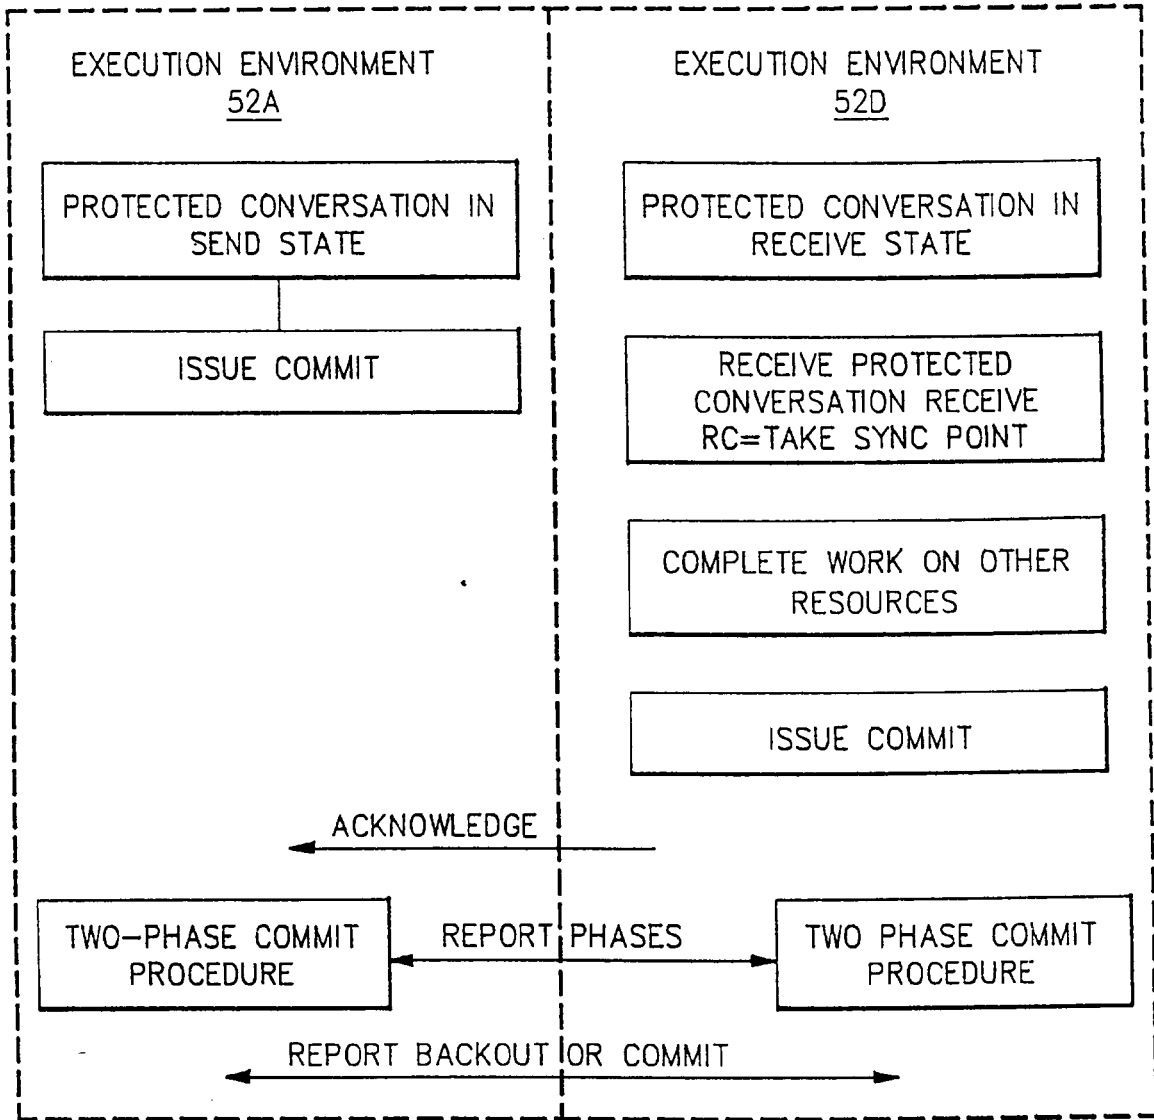 EXECUTION ENVIRONMENT
52A
PROTECTED CONVERSATION IN
SEND STATE
ISSUE COMMIT
EXECUTION ENVIRONMENT
52D
PROTECTED CONVERSATION IN
RECEIVE STATE
RECEIVE PROTECTED
CONVERSATION RECEIVE
RC=TAKE SYNC POINT
COMPLETE WORK ON OTHER
RESOURCES
ISSUE COMMIT
ACKNOWLEDGE
TWO-PHASE COMMIT
PROCEDURE
REPORT PHASES
TWO PHASE COMMIT
PROCEDURE
REPORT BACKOUT OR COMMIT